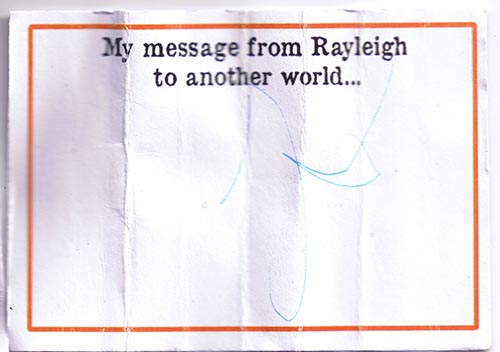 My message from Rayleigh
to another world...